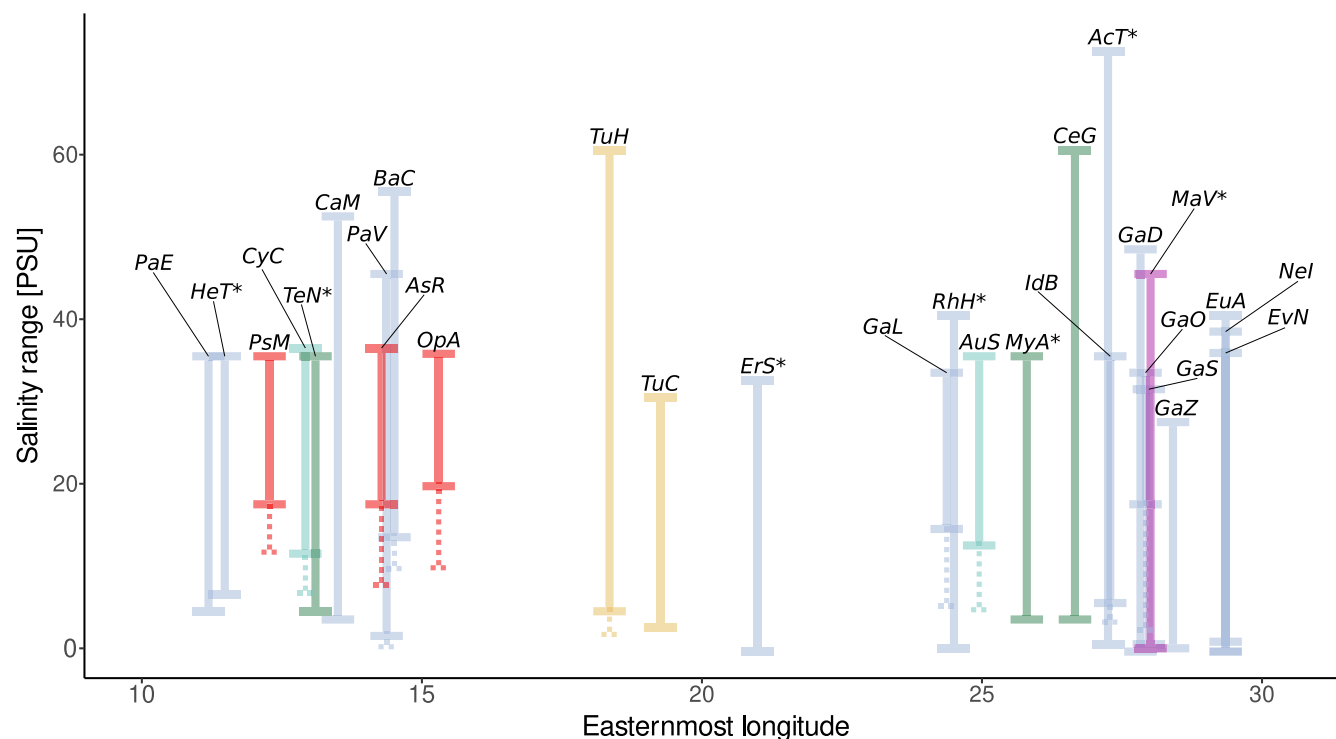 AcT*
TuH
CeG
BaC
CaM
MaV*
PaV
GaD
CyC
PaE
AsR
IdB
NeI
HeT*
TeN*
RhH*
EuA
GaO
EvN
GaL
PsM
OpA
AuS
MyA*
GaS
ErS*
TuC
GaZ
60
40
20
0
Salinity range [PSU]
10
15
20
25
30
Easternmost longitude